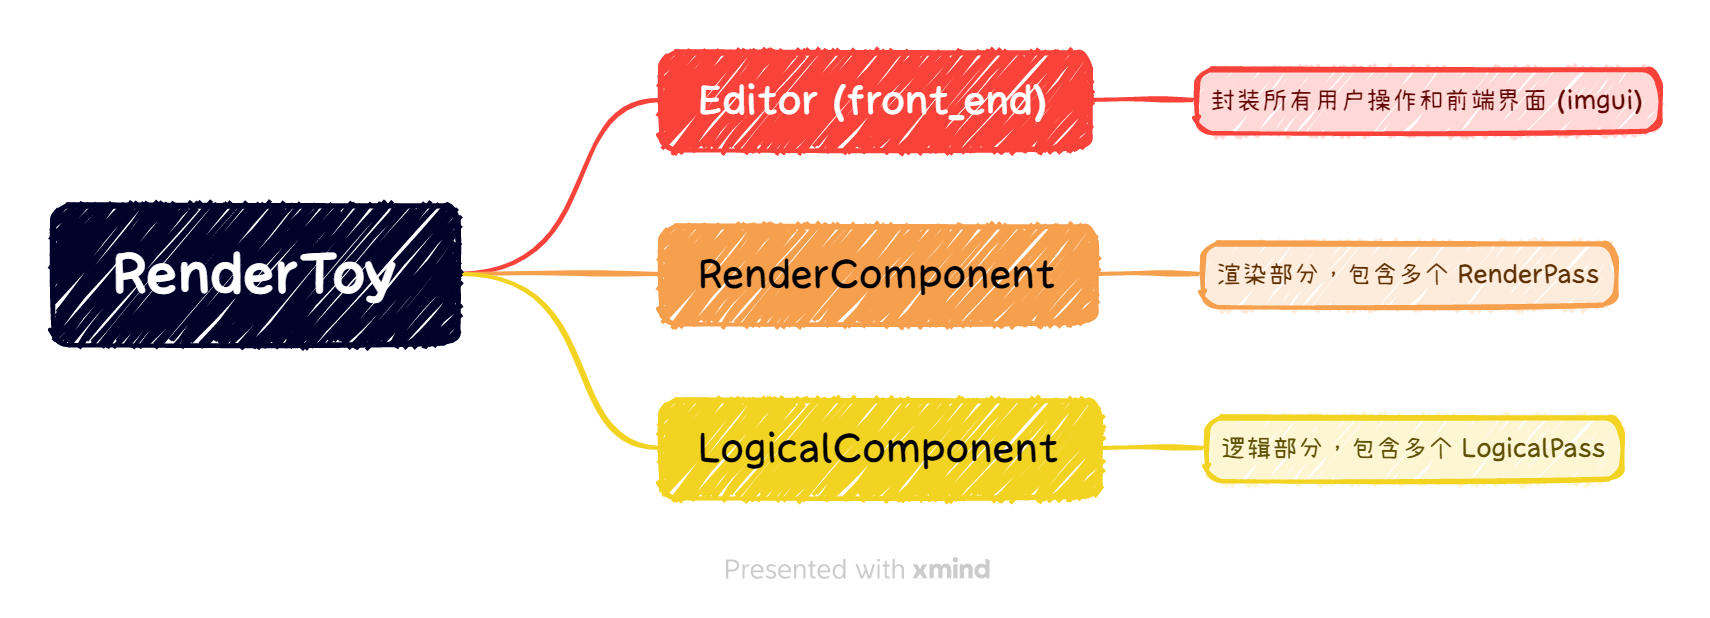 Editor (front_end)
封装所有用户操作和前端界面 (imgui)
RenderToy
RenderComponent
渲染部分，包含多个 RenderPass
LogicalComponent
逻辑部分，包含多个 LogicalPass
Presented with xmind